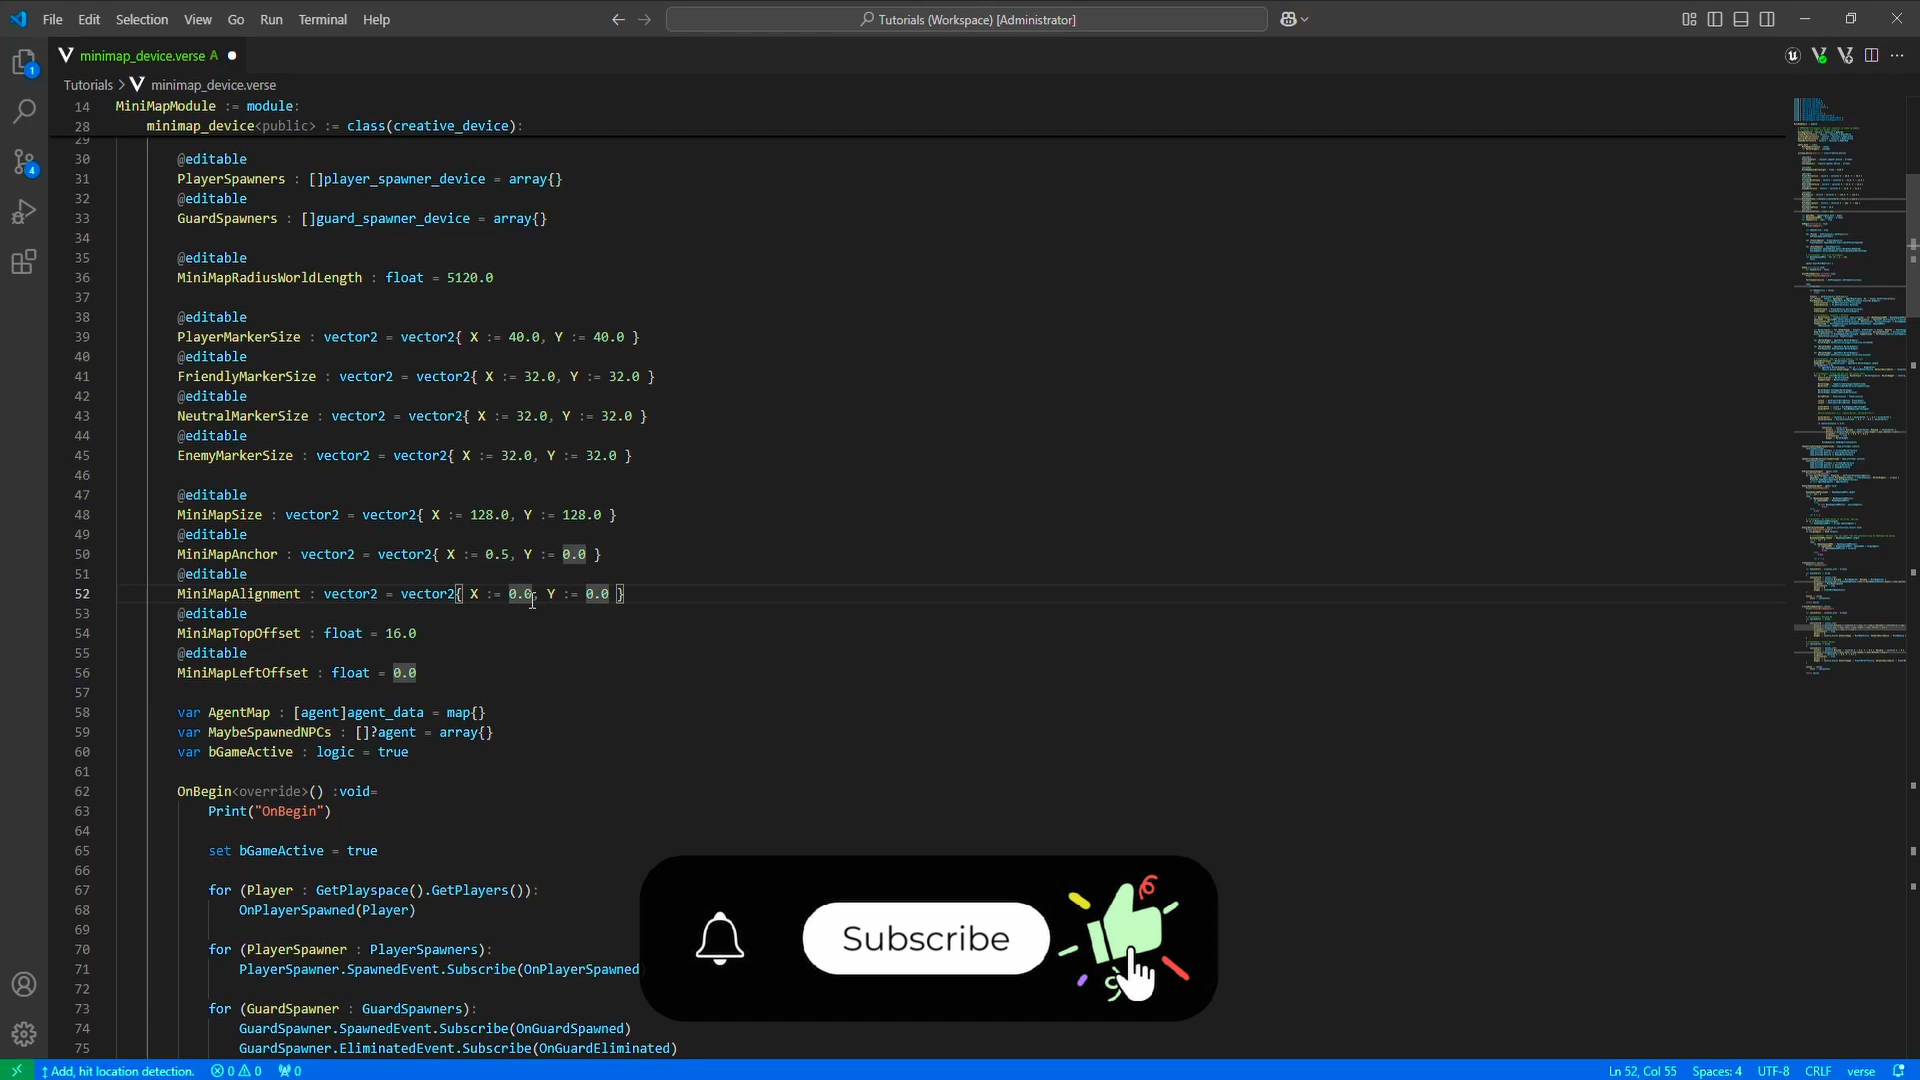 File Edit Selection View Go Run Terminal Help
Tutorials (Workspace) [Administrator]
minimap_device.verse A
Tutorials > minimap_device.verse
14 MiniMapModule := module:
28 minimap_device<public> := class(creative_device):
29
30 @editable
31 PlayerSpawners : []player_spawner_device = array{}
32 @editable
33 GuardSpawners : []guard_spawner_device = array{}
34
35 @editable
36 MiniMapRadiusWorldLength : float = 5120.0
37
38 @editable
39 PlayerMarkerSize : vector2 = vector2{ X := 40.0, Y := 40.0 }
40 @editable
41 FriendlyMarkerSize : vector2 = vector2{ X := 32.0, Y := 32.0 }
42 @editable
43 NeutralMarkerSize : vector2 = vector2{ X := 32.0, Y := 32.0 }
44 @editable
45 EnemyMarkerSize : vector2 = vector2{ X := 32.0, Y := 32.0 }
46
47 @editable
48 MiniMapSize : vector2 = vector2{ X := 128.0, Y := 128.0 }
49 @editable
50 MiniMapAnchor : vector2 = vector2{ X := 0.5, Y := 0.0 }
51 @editable
52 MiniMapAlignment : vector2 = vector2{ X := 0.0, Y := 0.0 }
53 @editable
54 MiniMapTopOffset : float = 16.0
55 @editable
56 MiniMapLeftOffset : float = 0.0
57
58 var AgentMap : [agent]agent_data = map{}
59 var MaybeSpawnedNPCs : []?agent = array{}
60 var bGameActive : logic = true
61
62 OnBegin<override>() :void=
63 Print("OnBegin")
64
65 set bGameActive = true
66
67 for (Player : GetPlayspace().GetPlayers()):
68 OnPlayerSpawned(Player)
69
70 for (PlayerSpawner : PlayerSpawners):
71 PlayerSpawner.SpawnedEvent.Subscribe(OnPlayerSpawned
72
73 for (GuardSpawner : GuardSpawners):
74 GuardSpawner.SpawnedEvent.Subscribe(OnGuardSpawned)
75 GuardSpawner.EliminatedEvent.Subscribe(OnGuardEliminated)
Subscribe
1
4
Add, hit location detection. 0 0 0
Ln 52, Col 55 Spaces: 4 UTF-8 CRLF verse